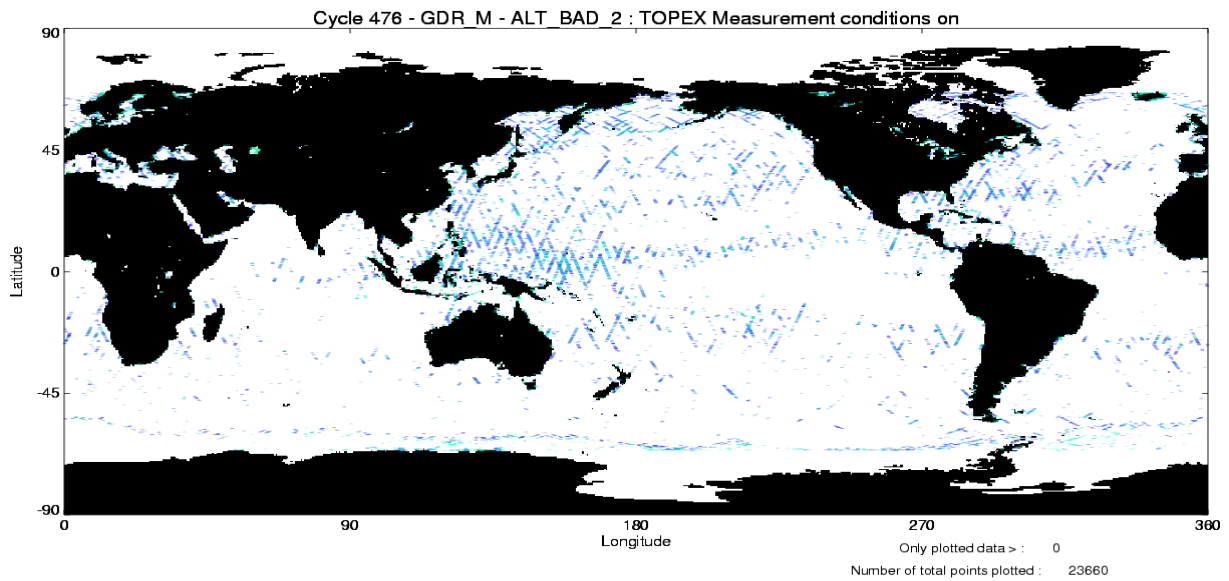 Cycle 476 - GDR_M - ALT_BAD_2 : TOPEX Measurement conditions on
90
45
0
-45
-90
Latitude
0 90 180 270 360
Longitude
Only plotted data > : 0
Number of total points plotted : 23660